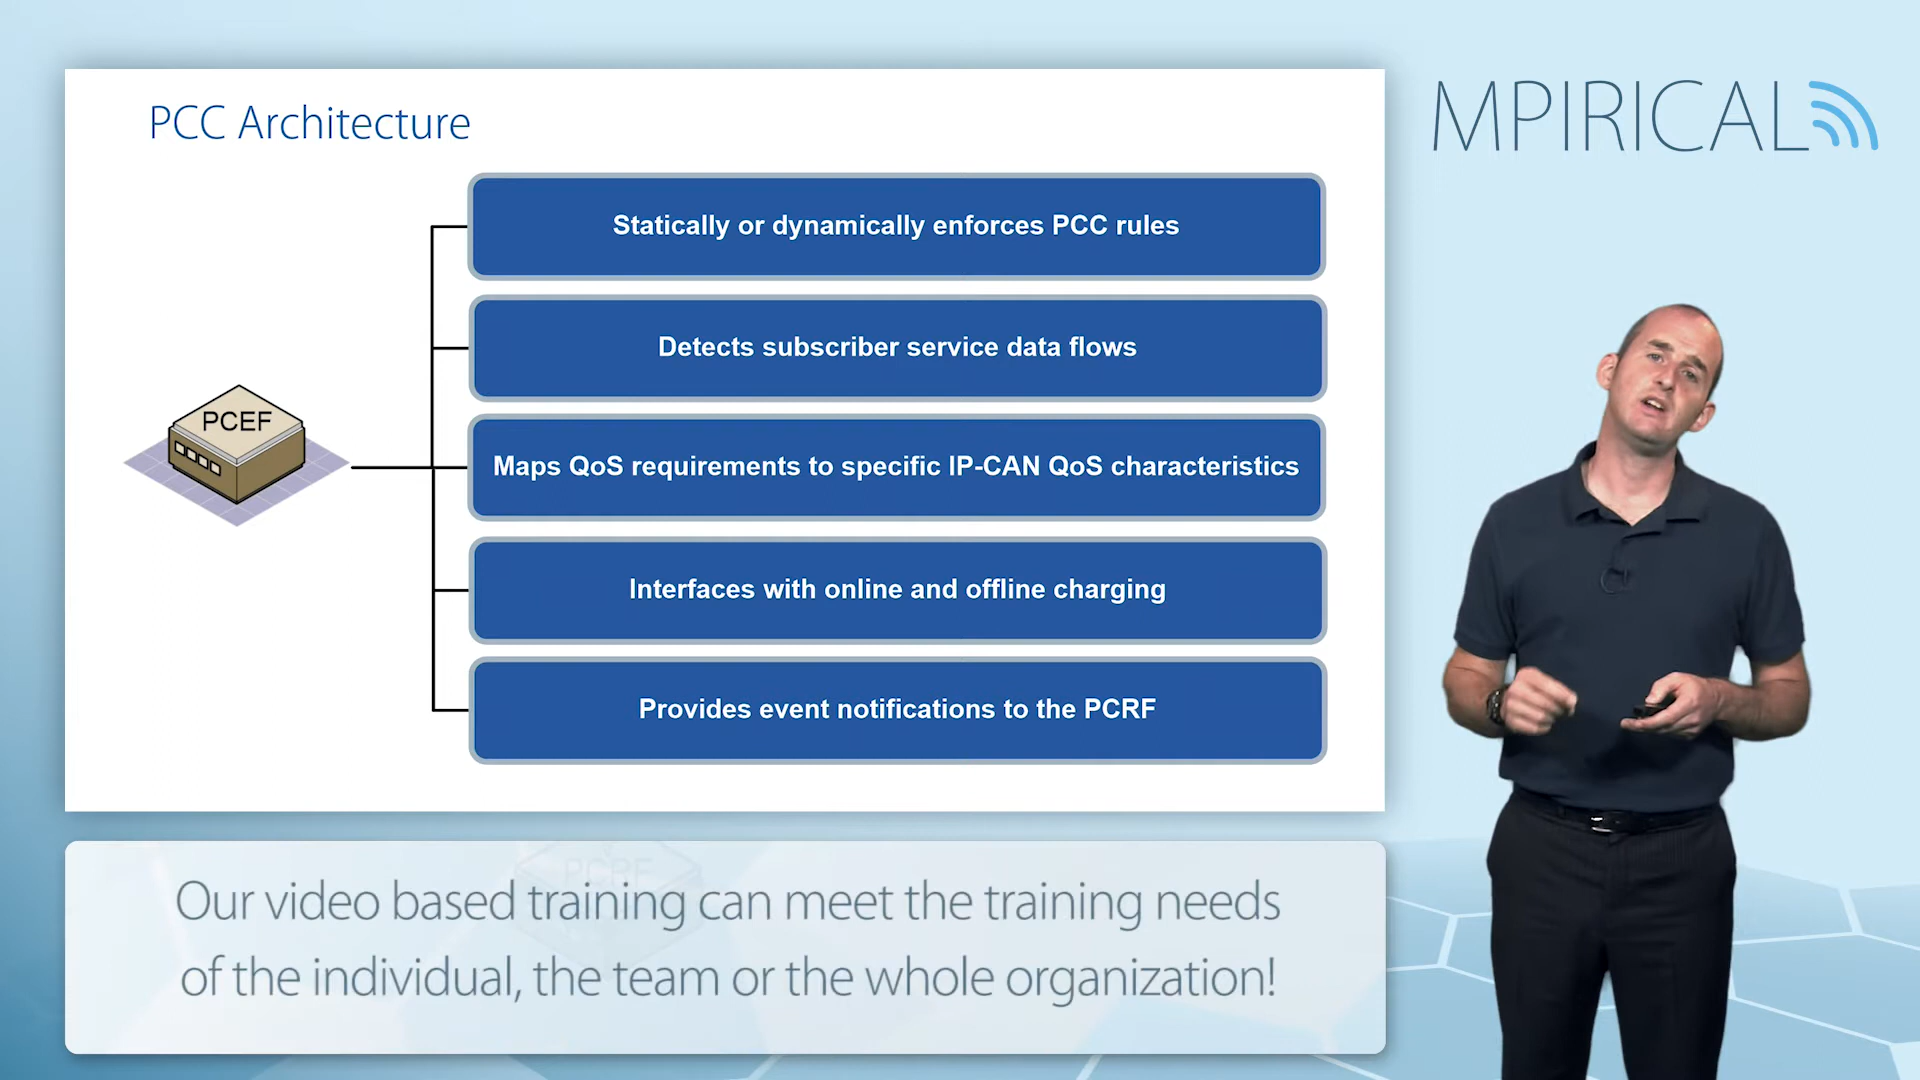 PCC Architecture
MPIRICAL
Statically or dynamically enforces PCC rules
Detects subscriber service data flows
PCEF
Maps QoS requirements to specific IP-CAN QoS characteristics
Interfaces with online and offline charging
Provides event notifications to the PCRF
PCRF
Our video based training can meet the training needs
of the individual, the team or the whole organization!